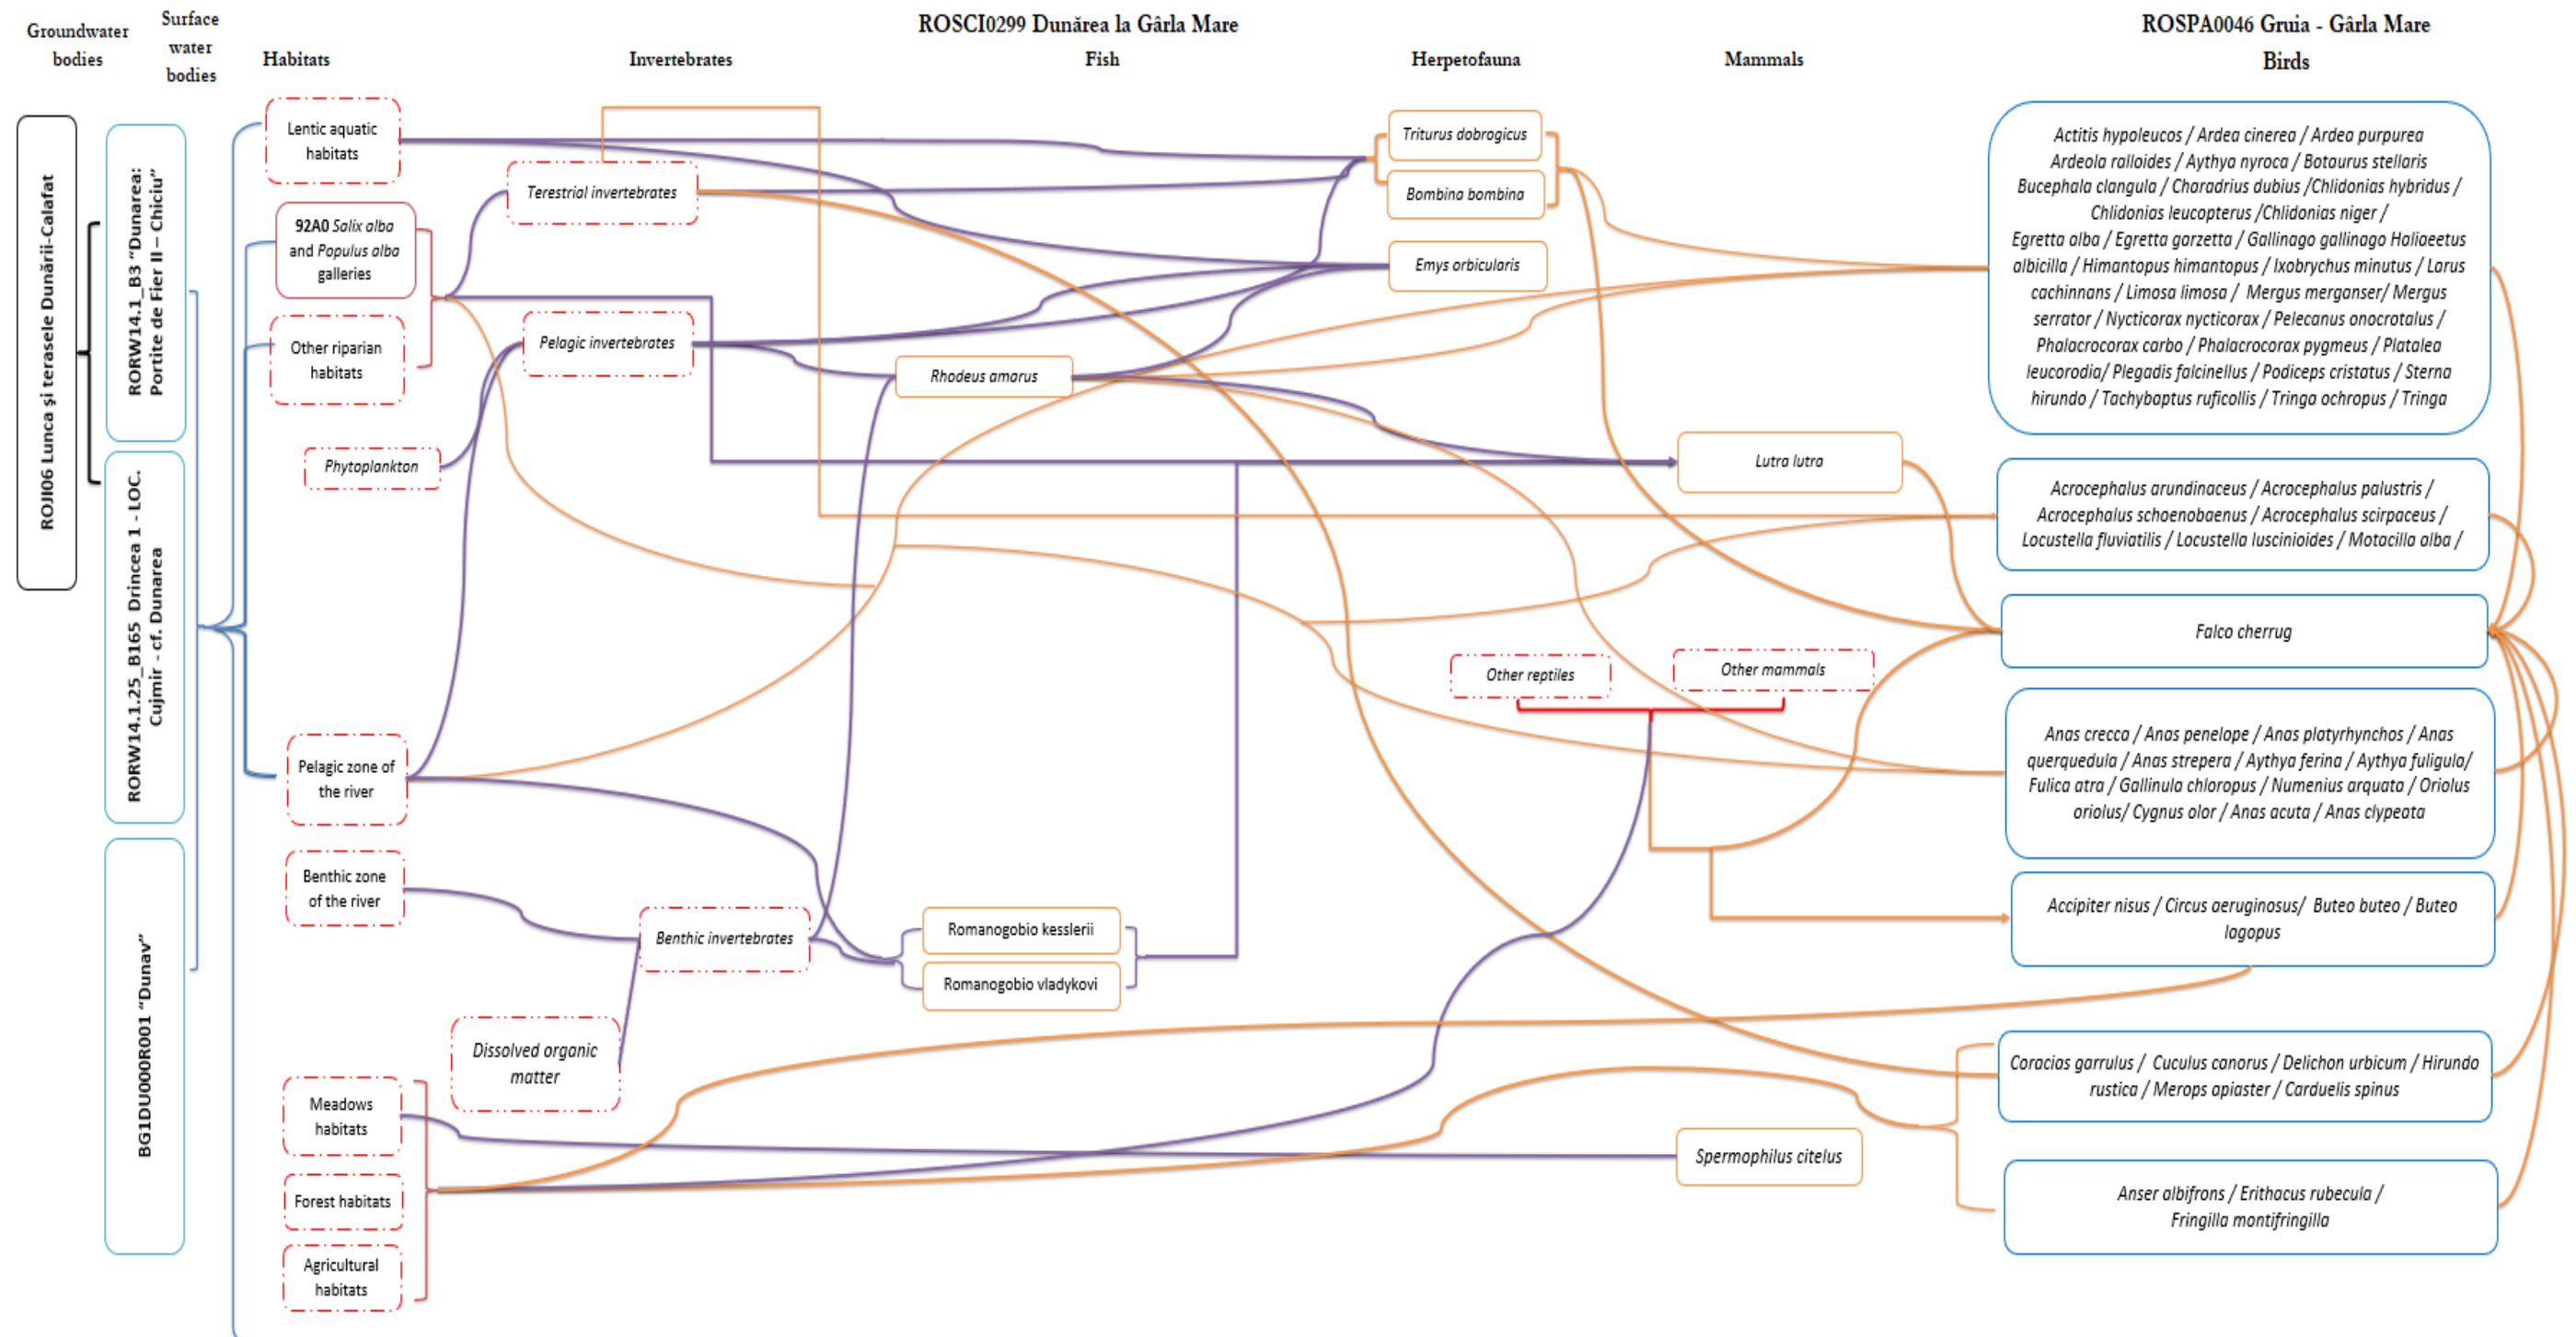 Groundwater
bodies
Surface
water
bodies
ROSCI0299 Dunărea la Gârla Mare
ROSPA0046 Gruia - Gârla Mare
Habitats
Invertebrates
Fish
Herpetofauna
Mammals
Birds
ROJI06 Lunca și terasele Dunării-Calafat
RORW14.1_B3 “Dunarea:
Portite de Fier II – Chiciu”
RORW14.1.25_B165 Drincea 1 - LOC.
Cujmir - cf. Dunarea
BG1DU000R001 “Dunav”
Lentic aquatic
habitats
92A0 Salix alba
and Populus alba
galleries
Other riparian
habitats
Phytoplankton
Pelagic zone of
the river
Benthic zone
of the river
Dissolved organic
matter
Meadows
habitats
Forest habitats
Agricultural
habitats
Terestrial invertebrates
Pelagic invertebrates
Benthic invertebrates
Rhodeus amarus
Romanogobio kesslerii
Romanogobio vladykovi
Triturus dobrogicus
Bombina bombina
Emys orbicularis
Other reptiles
Lutra lutra
Other mammals
Spermophilus citelus
Actitis hypoleucos / Ardea cinerea / Ardea purpurea
Ardeola ralloides / Aythya nyroca / Botaurus stellaris
Bucephala clangula / Charadrius dubius /Chlidonias hybridus /
Chlidonias leucopterus /Chlidonias niger /
Egretta alba / Egretta garzetta / Gallinago gallinago Haliaeetus
albicilla / Himantopus himantopus / Ixobrychus minutus / Larus
cachinnans / Limosa limosa / Mergus merganser/ Mergus
serrator / Nycticorax nycticorax / Pelecanus onocrotalus /
Phalacrocorax carbo / Phalacrocorax pygmeus / Platalea
leucorodia/ Plegadis falcinellus / Podiceps cristatus / Sterna
hirundo / Tachybaptus ruficollis / Tringa ochropus / Tringa
Acrocephalus arundinaceus / Acrocephalus palustris /
Acrocephalus schoenobaenus / Acrocephalus scirpaceus /
Locustella fluviatilis / Locustella luscinioides / Motacilla alba /
Falco cherrug
Anas crecca / Anas penelope / Anas platyrhynchos / Anas
querquedula / Anas strepera / Aythya ferina / Aythya fuligula/
Fulica atra / Gallinula chloropus / Numenius arquata / Oriolus
oriolus/ Cygnus olor / Anas acuta / Anas clypeata
Accipiter nisus / Circus aeruginosus/ Buteo buteo / Buteo
lagopus
Coracias garrulus / Cuculus canorus / Delichon urbicum / Hirundo
rustica / Merops apiaster / Carduelis spinus
Anser albifrons / Erithacus rubecula /
Fringilla montifringilla